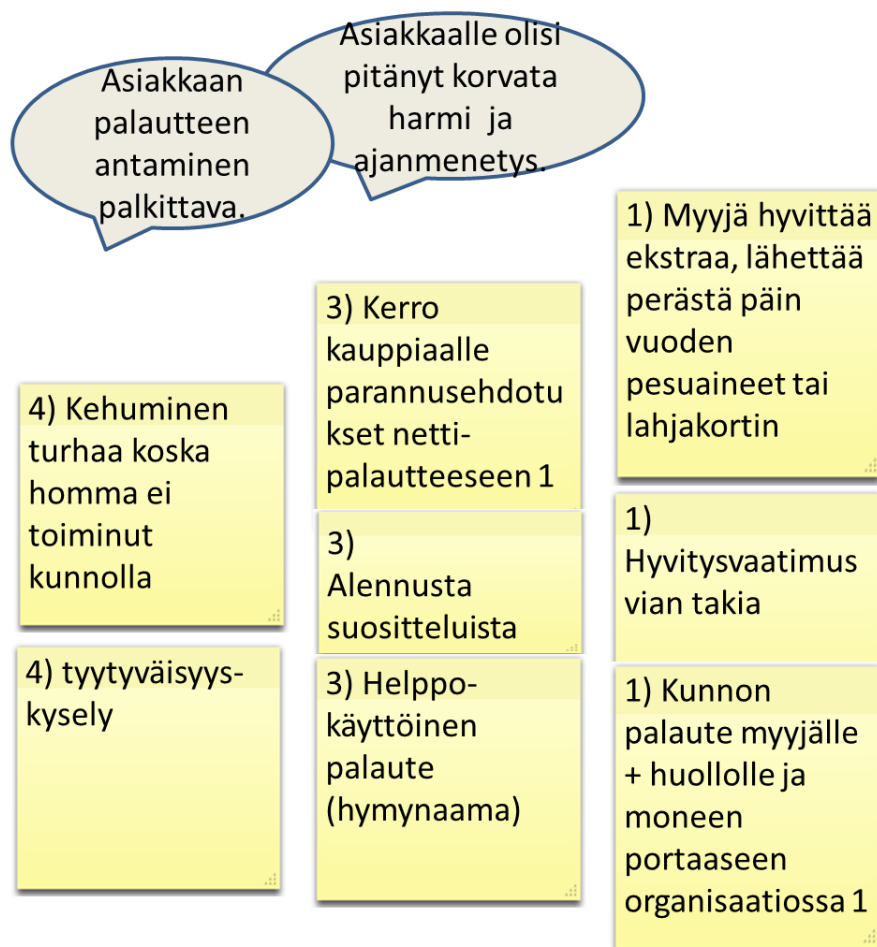 Asiakkaan
palautteen
antaminen
palkittava.
Asiakkaalle olisi
pitänyt korvata
harmi ja
ajanmenetys.
4) Kehuminen
turhaa koska
homma ei
toiminut
kunnolla
4) tyytyväisyys-
kysely
3) Kerro
kauppiaalle
parannusehdotu
kset netti-
palautteeseen 1
3)
Alennusta
suositteluista
3) Helppo-
käyttöinen
palaute
(hymynaama)
1) Myyjä hyvittää
ekstraa, lähettää
perästä päin
vuoden
pesuaineet tai
lahjakortin
1)
Hyvitysvaatimus
vian takia
1) Kunnon
palaute myyjälle
+ huollolle ja
moneen
portaaseen
organisaatiossa 1